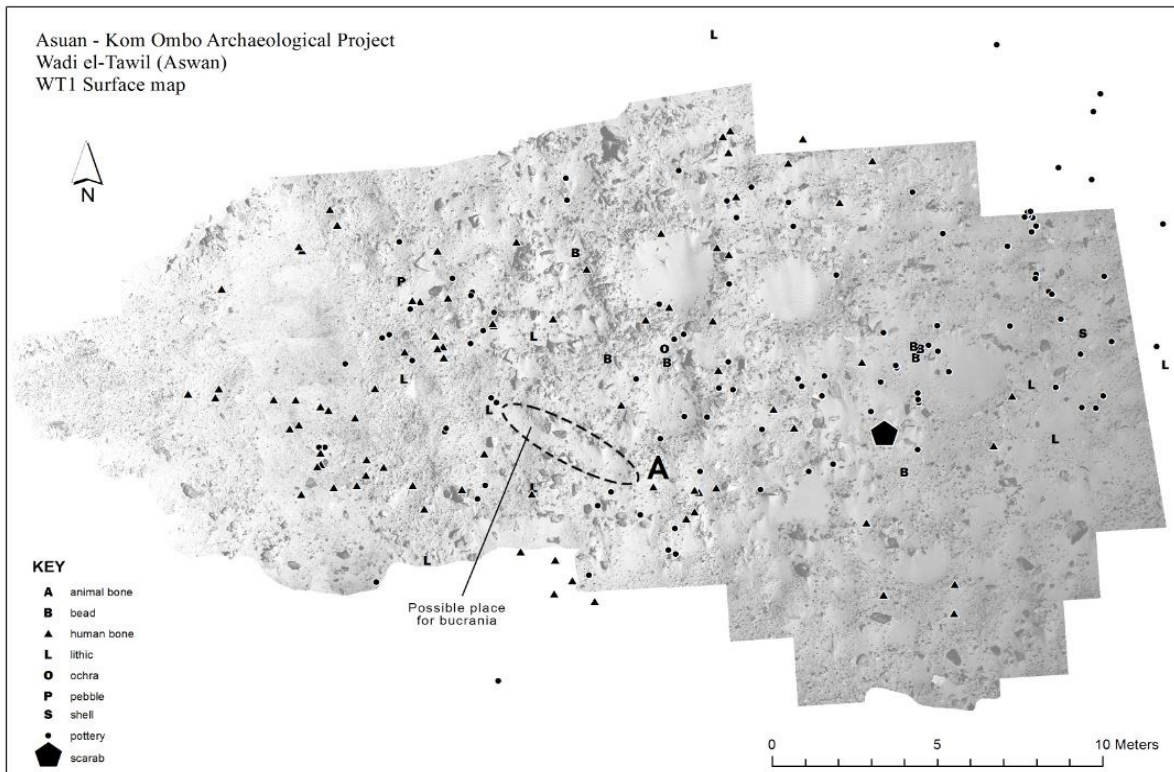 Asuan - Kom Ombo Archaeological Project
Wadi el-Tawil (Aswan)
WT1 Surface map
N
L
B
P
L
O
B
B
B
B
B
S
L
L
L
L
L
A
B
L
L
L
Possible place
for bucrania
KEY
A animal bone
B bead
human bone
L lithic
O ochra
P pebble
S shell
pottery
scarab
0 5 10 Meters